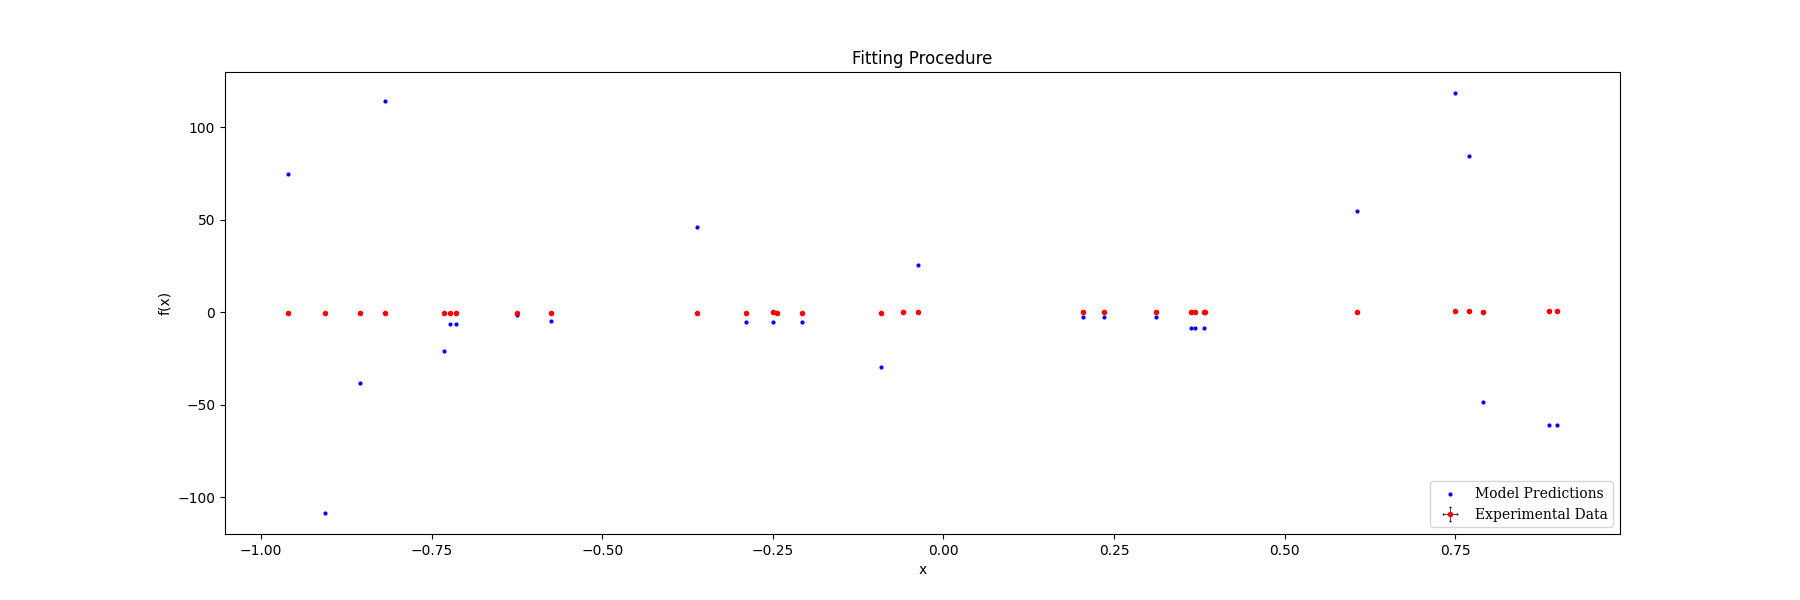 Fitting Procedure
f(x)
100
50
0
−50
−100
−1.00
−0.75
−0.50
−0.25
0.00
0.25
0.50
0.75
x
Model Predictions
Experimental Data